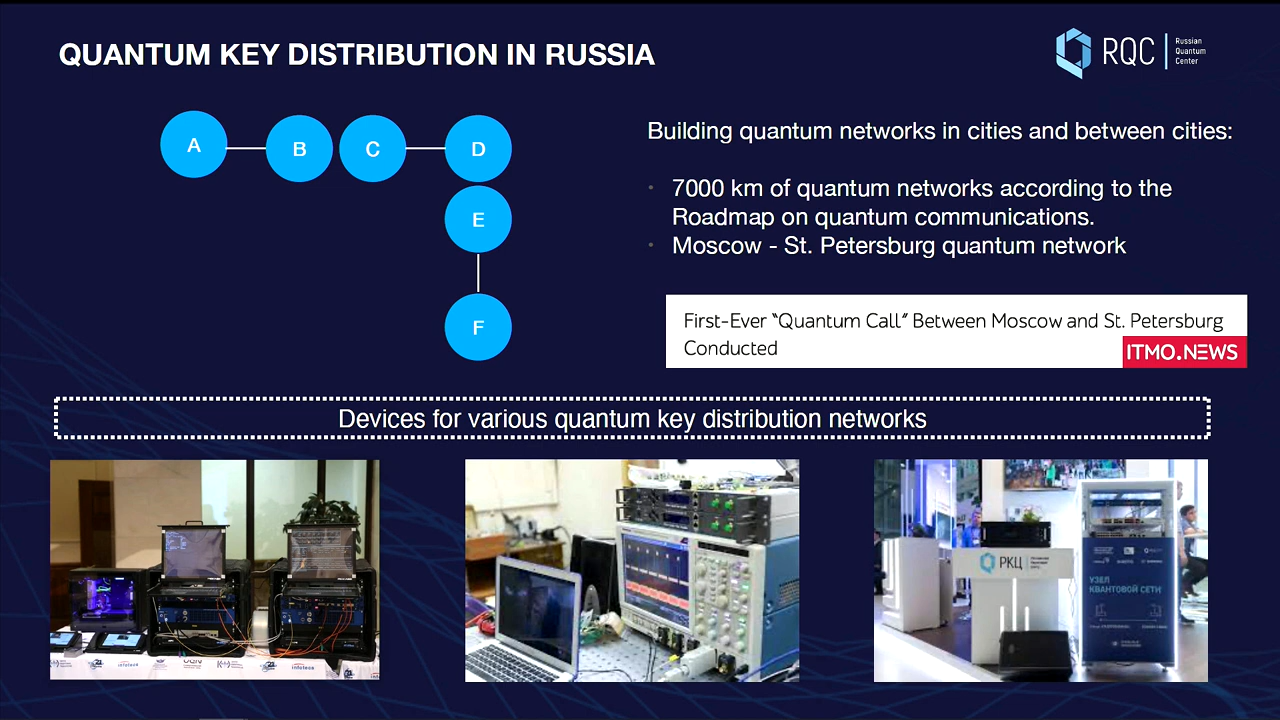 QUANTUM KEY DISTRIBUTION IN RUSSIA
RQC
Russian
Quantum
Center
A
B
C
D
E
F
Building quantum networks in cities and between cities:
7000 km of quantum networks according to the
Roadmap on quantum communications.
Moscow - St. Petersburg quantum network
First-Ever “Quantum Call” Between Moscow and St. Petersburg
Conducted
ITMO.NEWS
Devices for various quantum key distribution networks
infotecs
infotecs
РКЦ
УЗЕЛ
КВАНТОВОЙ СЕТИ